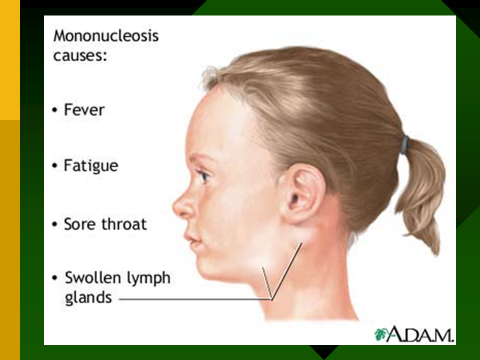 Mononucleosis
causes:
• Fever
• Fatigue
• Sore throat
• Swollen lymph
glands
A.D.A.M.